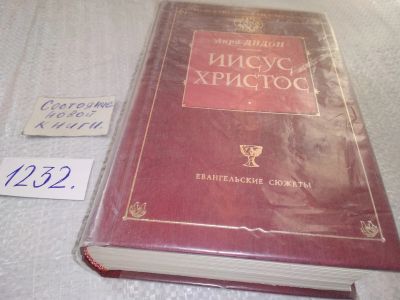 Анри ДИДОН
ИИСУС
ХРИСТОС
ЕВАНГЕЛЬСКИЕ СЮЖЕТЫ
Состояние
новой
книги.
1232.